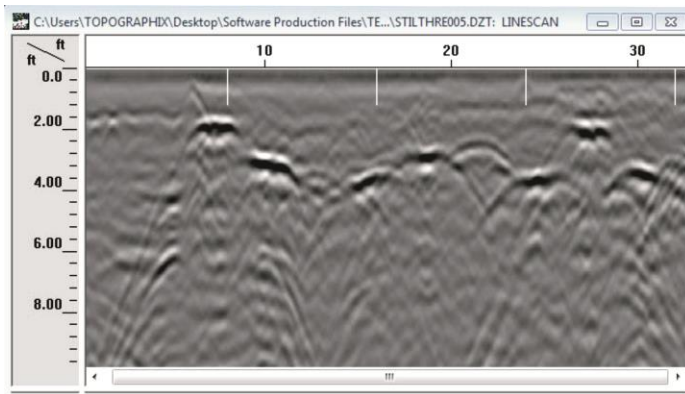 C:\Users\TOPOGRAPHIX\Desktop\Software Production Files\TE...\STILTHRE005.DZT: LINESCAN
ft
ft
10
20
30
0.0
2.00
4.00
6.00
8.00